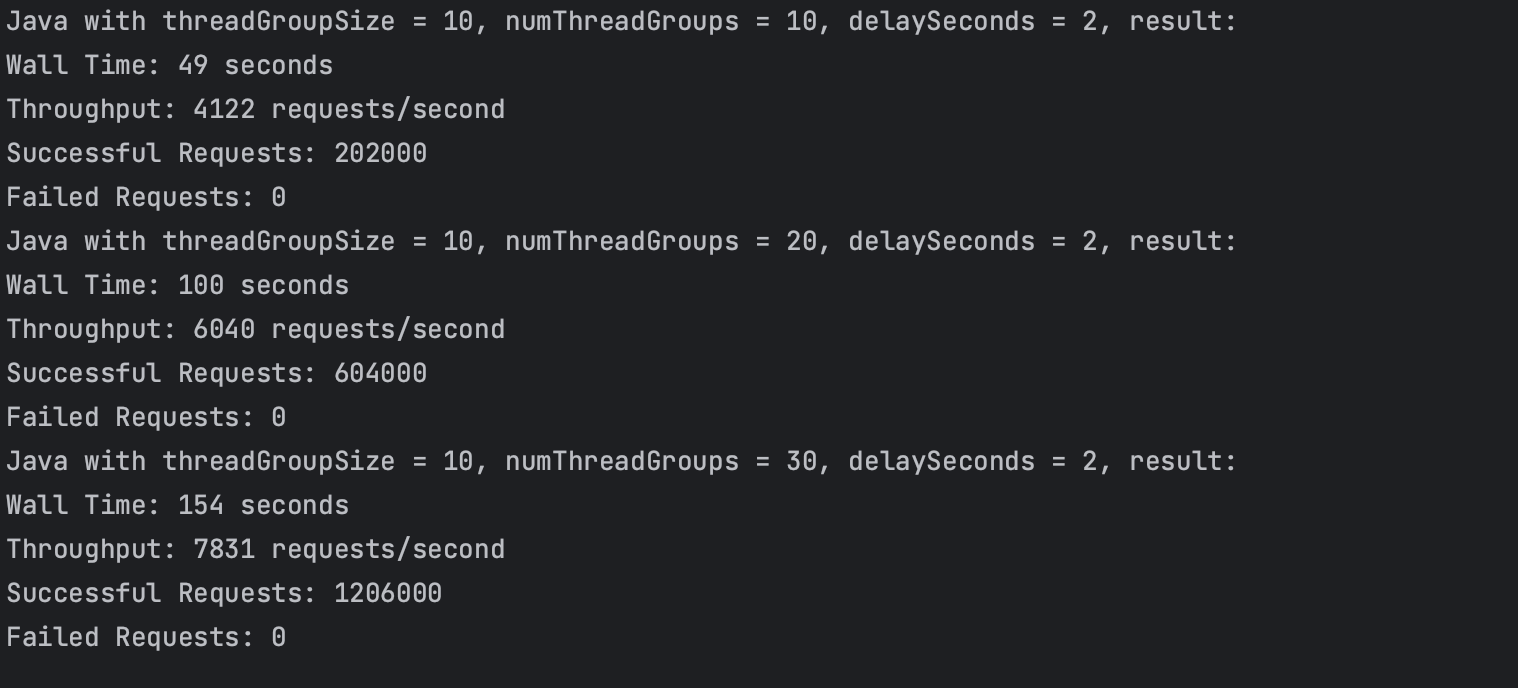 Java with threadGroupSize = 10, numThreadGroups = 10, delaySeconds = 2, result:
Wall Time: 49 seconds
Throughput: 4122 requests/second
Successful Requests: 202000
Failed Requests: 0
Java with threadGroupSize = 10, numThreadGroups = 20, delaySeconds = 2, result:
Wall Time: 100 seconds
Throughput: 6040 requests/second
Successful Requests: 604000
Failed Requests: 0
Java with threadGroupSize = 10, numThreadGroups = 30, delaySeconds = 2, result:
Wall Time: 154 seconds
Throughput: 7831 requests/second
Successful Requests: 1206000
Failed Requests: 0